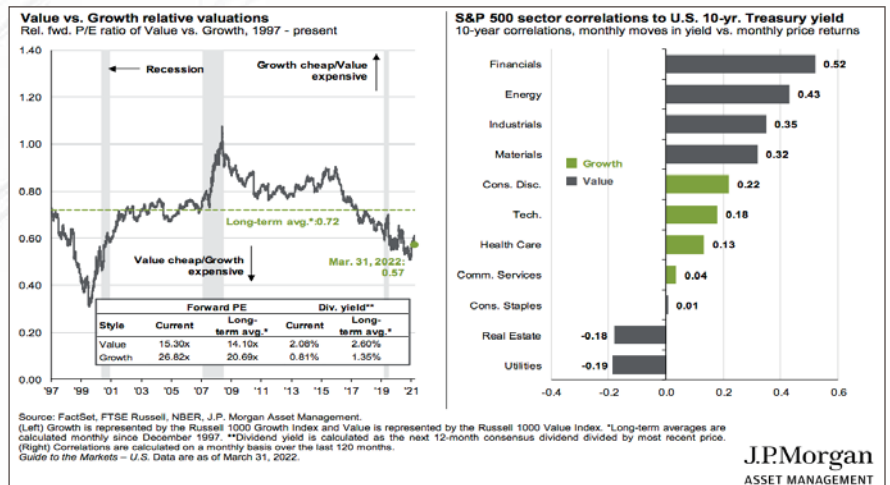 Value vs. Growth relative valuations
Rel. fwd. P/E ratio of Value vs. Growth, 1997 - present
1.40
1.20
1.00
0.80
0.60
0.40
0.20
0.00
Recession
Growth cheap/Value
expensive
Long-term avg.*:0.72
Value cheap/Growth
expensive
Mar. 31, 2022:
0.57
Forward PE Div. yield**
Style Current Long-term avg.* Current Long-term avg.*
Value 15.30x 14.10x 2.08% 2.60%
Growth 26.82x 20.69x 0.81% 1.35%
'97 '99 '01 '03 '05 '07 '09 '11 '13 '15 '17 '19 '21
S&P 500 sector correlations to U.S. 10-yr. Treasury yield
10-year correlations, monthly moves in yield vs. monthly price returns
Financials 0.52
Energy 0.43
Industrials 0.35
Materials 0.32
Growth
Value
Cons. Disc. 0.22
Tech. 0.18
Health Care 0.13
Comm. Services 0.04
Cons. Staples 0.01
Real Estate -0.18
Utilities -0.19
-0.4 -0.2 0.0 0.2 0.4 0.6
Source: FactSet, FTSE Russell, NBER, J.P. Morgan Asset Management.
(Left) Growth is represented by the Russell 1000 Growth Index and Value is represented by the Russell 1000 Value Index. *Long-term averages are
calculated monthly since December 1997. **Dividend yield is calculated as the next 12-month consensus dividend divided by most recent price.
(Right) Correlations are calculated on a monthly basis over the last 120 months.
Guide to the Markets – U.S. Data are as of March 31, 2022.
J.P.Morgan
ASSET MANAGEMENT